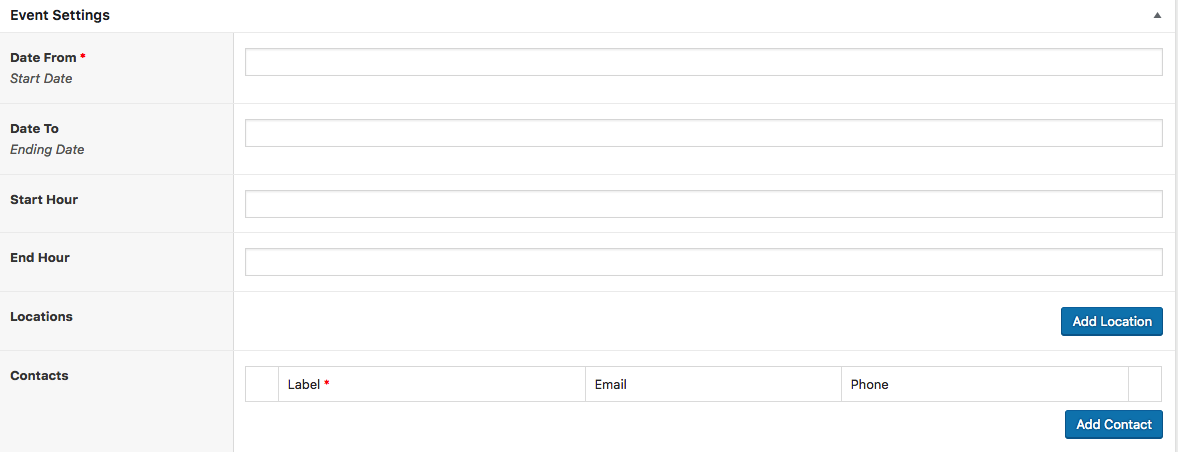 Event Settings
Date From *
Start Date
Date To
Ending Date
Start Hour
End Hour
Locations
Add Location
Contacts
Label * Email Phone
Add Contact